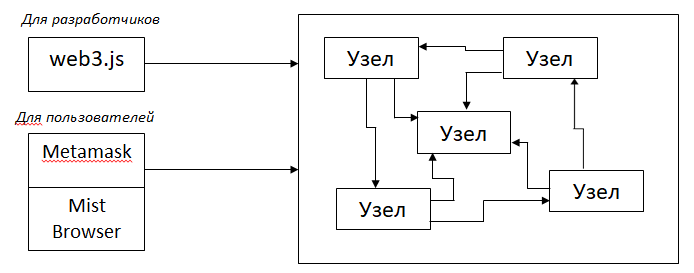 Для разработчиков
web3.js
Для пользователей
Metamask
Mist
Browser
Узел
Узел
Узел
Узел
Узел